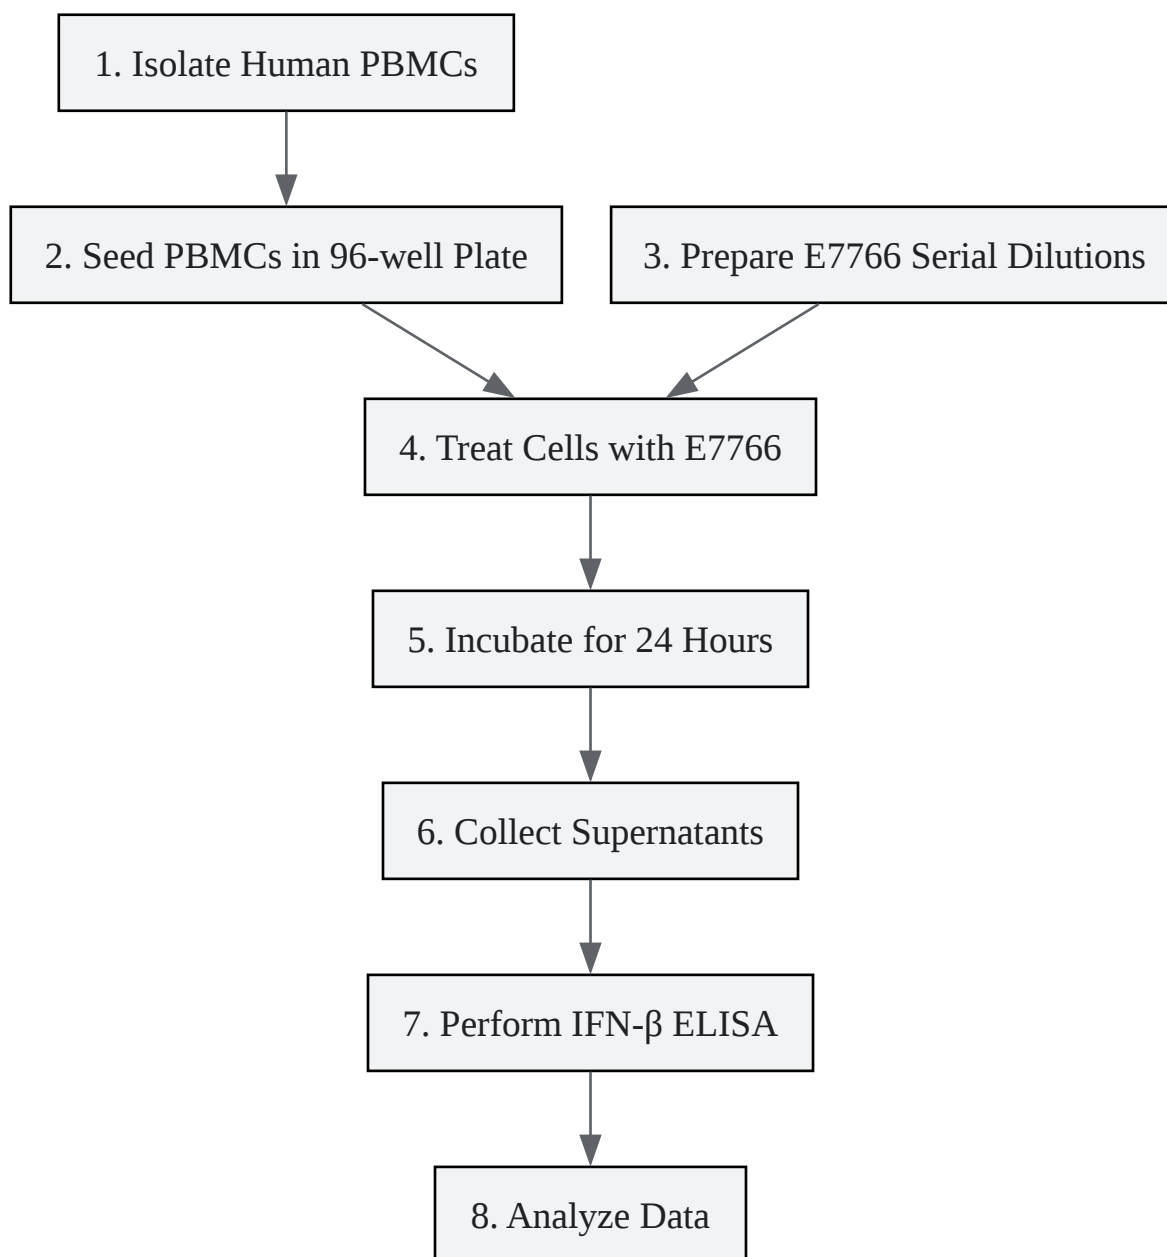 1. Isolate Human PBMCs
2. Seed PBMCs in 96-well Plate
3. Prepare E7766 Serial Dilutions
4. Treat Cells with E7766
5. Incubate for 24 Hours
6. Collect Supernatants
7. Perform IFN-β ELISA
8. Analyze Data